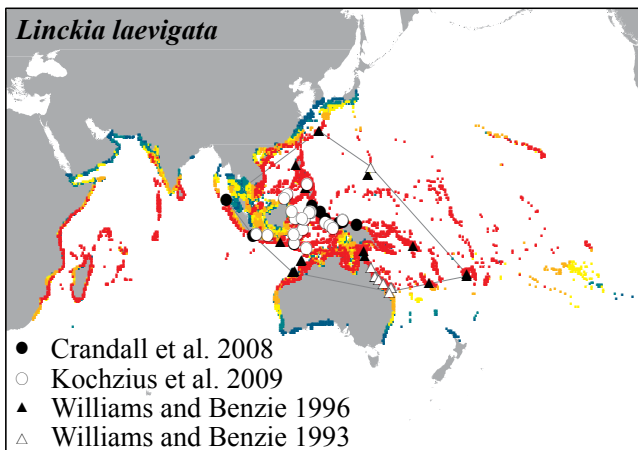 Linckia laevigata
Crandall et al. 2008
Kochzius et al. 2009
Williams and Benzie 1996
Williams and Benzie 1993